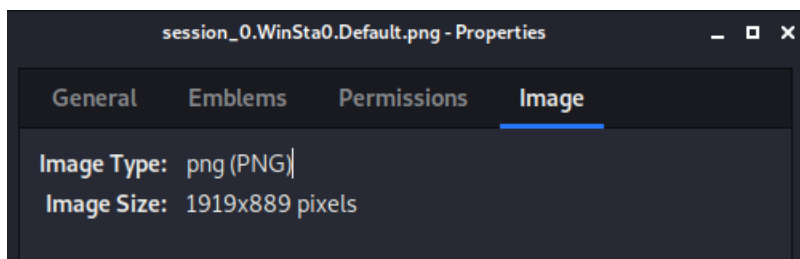 session_0.WinSta0.Default.png - Properties
General Emblems Permissions Image
Image Type: png (PNG)
Image Size: 1919x889 pixels